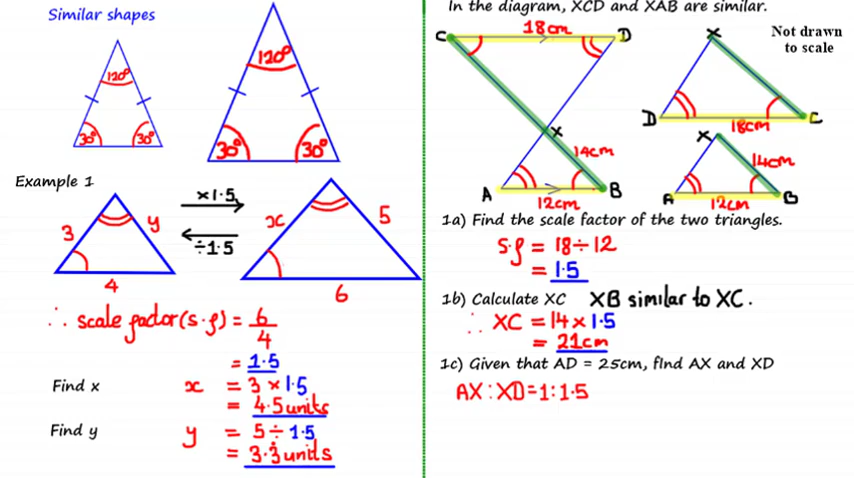 Similar shapes
120°
30°
30°
120°
30°
30°
Example 1
×1.5
÷1.5
3
y
4
x
5
6
∴ scale factor (s.f) = 6/4
= 1.5
Find x
x = 3 × 1.5
= 4.5 units
Find y
y = 5 ÷ 1.5
= 3.3̇ units
In the diagram, XCD and XAB are similar.
Not drawn
to scale
C
18cm
D
X
14cm
A
12cm
B
X
D
18cm
C
X
14cm
A
12cm
B
1a) Find the scale factor of the two triangles.
s.f = 18 ÷ 12
= 1.5
1b) Calculate XC XB similar to XC.
∴ XC = 14 × 1.5
= 21cm
1c) Given that AD = 25cm, find AX and XD
AX : XD = 1 : 1.5